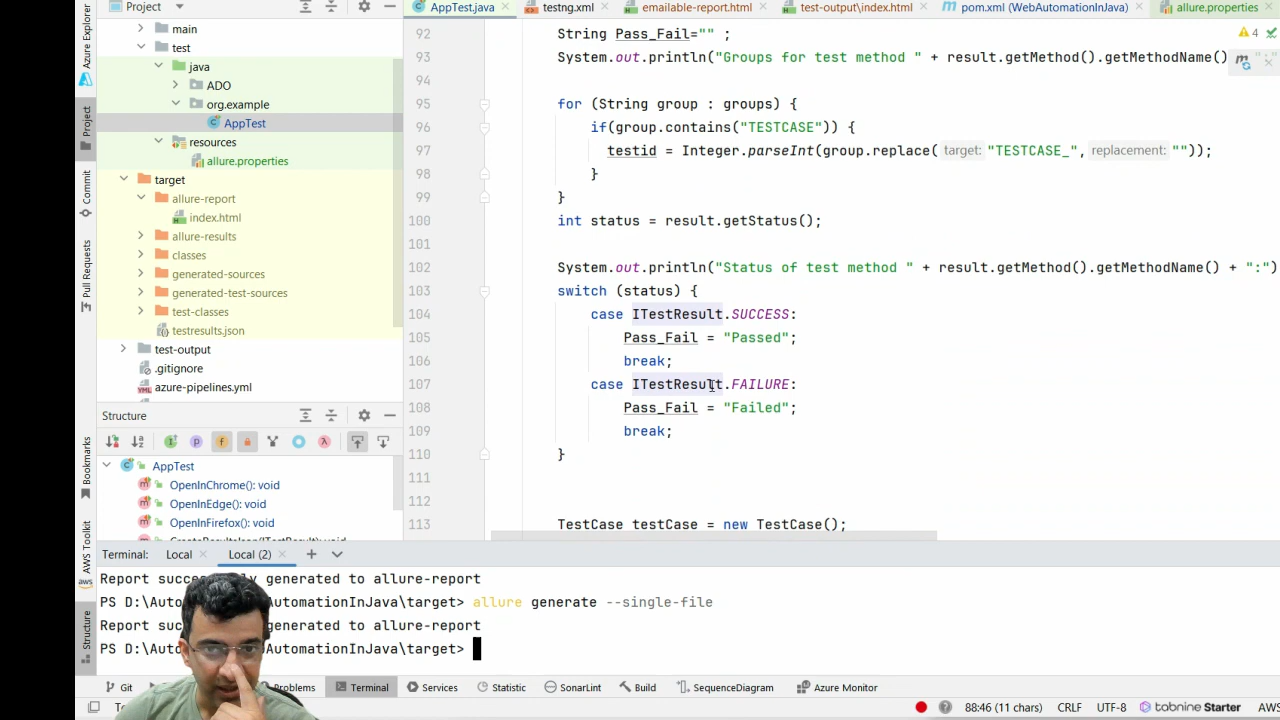 Azure Explorer
Project
Commit
Pull Requests
Bookmarks
AWS Toolkit
aws
Structure
Project
main
test
java
ADO
org.example
AppTest
resources
allure.properties
target
allure-report
index.html
allure-results
classes
generated-sources
generated-test-sources
test-classes
testresults.json
test-output
.gitignore
azure-pipelines.yml
Structure
AppTest
OpenInChrome(): void
OpenInEdge(): void
OpenInFirefox(): void
AppTest.java
testng.xml
emailable-report.html
test-output\index.html
pom.xml (WebAutomationInJava)
allure.properties
4
92 String Pass_Fail="" ;
93 System.out.println("Groups for test method " + result.getMethod().getMethodName()
94
95 for (String group : groups) {
96 if(group.contains("TESTCASE")) {
97 testid = Integer.parseInt(group.replace( target: "TESTCASE_", replacement: ""));
98 }
99 }
100 int status = result.getStatus();
101
102 System.out.println("Status of test method " + result.getMethod().getMethodName() + ":")
103 switch (status) {
104 case ITestResult.SUCCESS:
105 Pass_Fail = "Passed";
106 break;
107 case ITestResult.FAILURE:
108 Pass_Fail = "Failed";
109 break;
110 }
111
112
113 TestCase testCase = new TestCase();
Terminal: Local Local (2)
Report suc generated to allure-report
PS D:\Auto AutomationInJava\target> allure generate --single-file
Report suc generated to allure-report
PS D:\Auto AutomationInJava\target>
Git Problems Terminal Services Statistic SonarLint Build SequenceDiagram Azure Monitor
88:46 (11 chars) CRLF UTF-8 tabnine Starter AWS